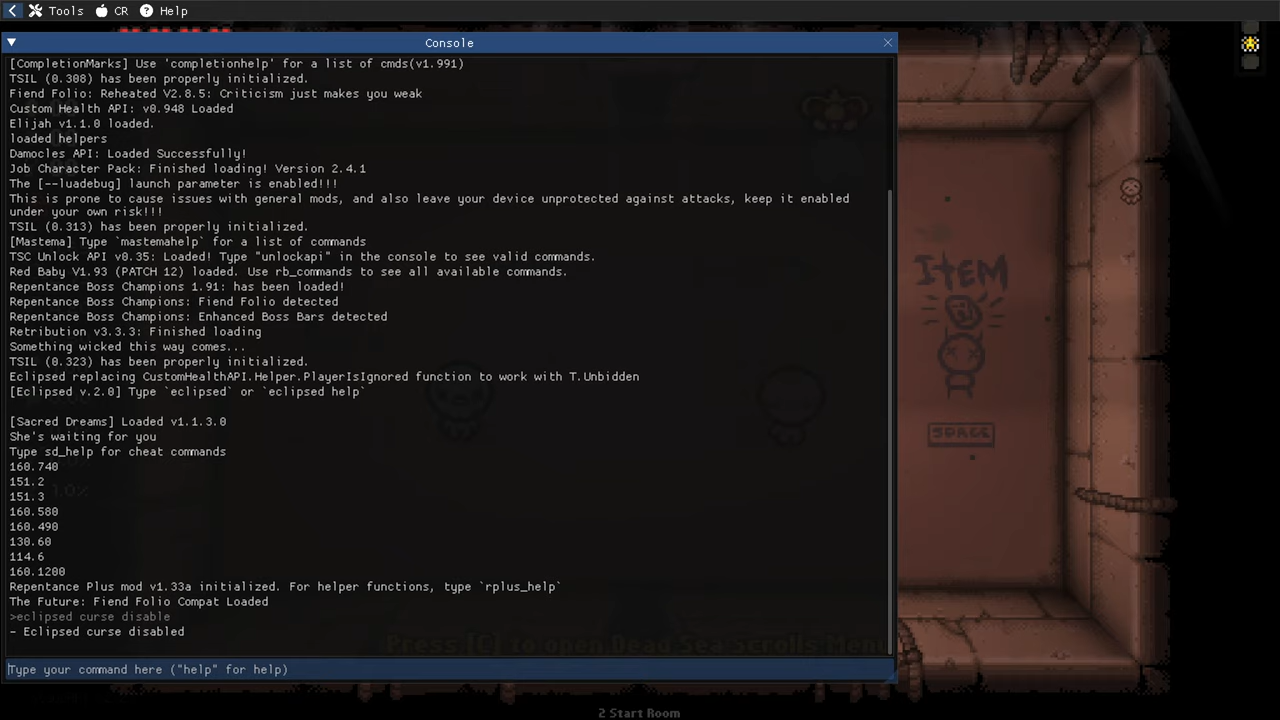 Tools CR Help
Console
[CompletionMarks] Use 'completionhelp' for a list of cmds(v1.991)
TSIL (0.308) has been properly initialized.
Fiend Folio: Reheated V2.8.5: Criticism just makes you weak
Custom Health API: v0.948 Loaded
Elijah v1.1.0 loaded.
loaded helpers
Damocles API: Loaded Successfully!
Job character Pack: Finished loading! Version 2.4.1
The [--luadebug] launch parameter is enabled!!!
This is prone to cause issues with general mods, and also leave your device unprotected against attacks, keep it enabled
under your own risk!!!
TSIL (0.313) has been properly initialized.
[Mastema] Type `mastemahelp` for a list of commands
TSC Unlock API v0.35: Loaded! Type "unlockapi" in the console to see valid commands.
Red Baby V1.93 (PATCH 12) loaded. Use rb_commands to see all available commands.
Repentance Boss Champions 1.91: has been loaded!
Repentance Boss Champions: Fiend Folio detected
Repentance Boss Champions: Enhanced Boss Bars detected
Retribution v3.3.3: Finished loading
Something wicked this way comes...
TSIL (0.323) has been properly initialized.
Eclipsed replacing CustomHealthAPI.Helper.PlayerIsIgnored function to work with T.Unbidden
[Eclipsed v.2.0] Type `eclipsed` or `eclipsed help`
[Sacred Dreams] Loaded v1.1.3.0
She's waiting for you
Type sd_help for cheat commands
160.740
151.2
151.3
160.580
160.490
130.60
114.6
160.1200
Repentance Plus mod v1.33a initialized. For helper functions, type `rplus_help`
The Future: Fiend Folio Compat Loaded
>eclipsed curse disable
- Eclipsed curse disabled
Type your command here ("help" for help)
Press [C] to open Dead Sea Scrolls Menu
ITEM
SPACE
1.0%
2 Start Room